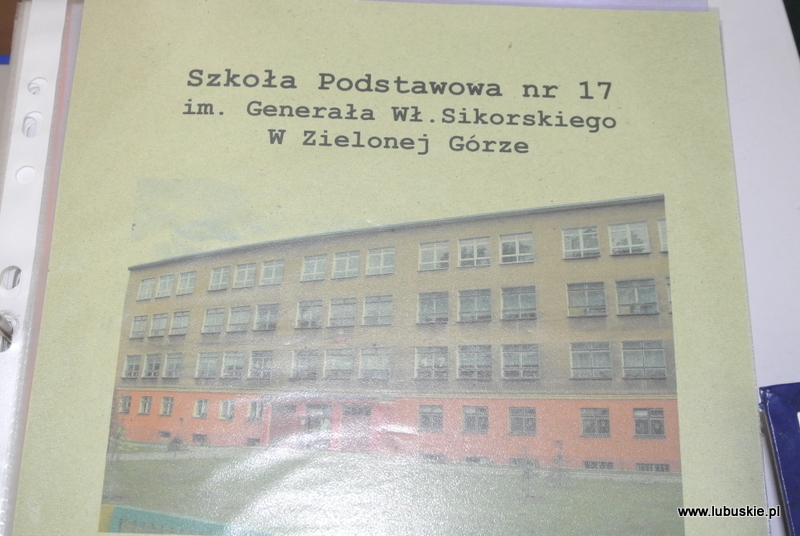 Szkoła Podstawowa nr 17
im. Generała Wł.Sikorskiego
W Zielonej Górze
www.lubuskie.pl